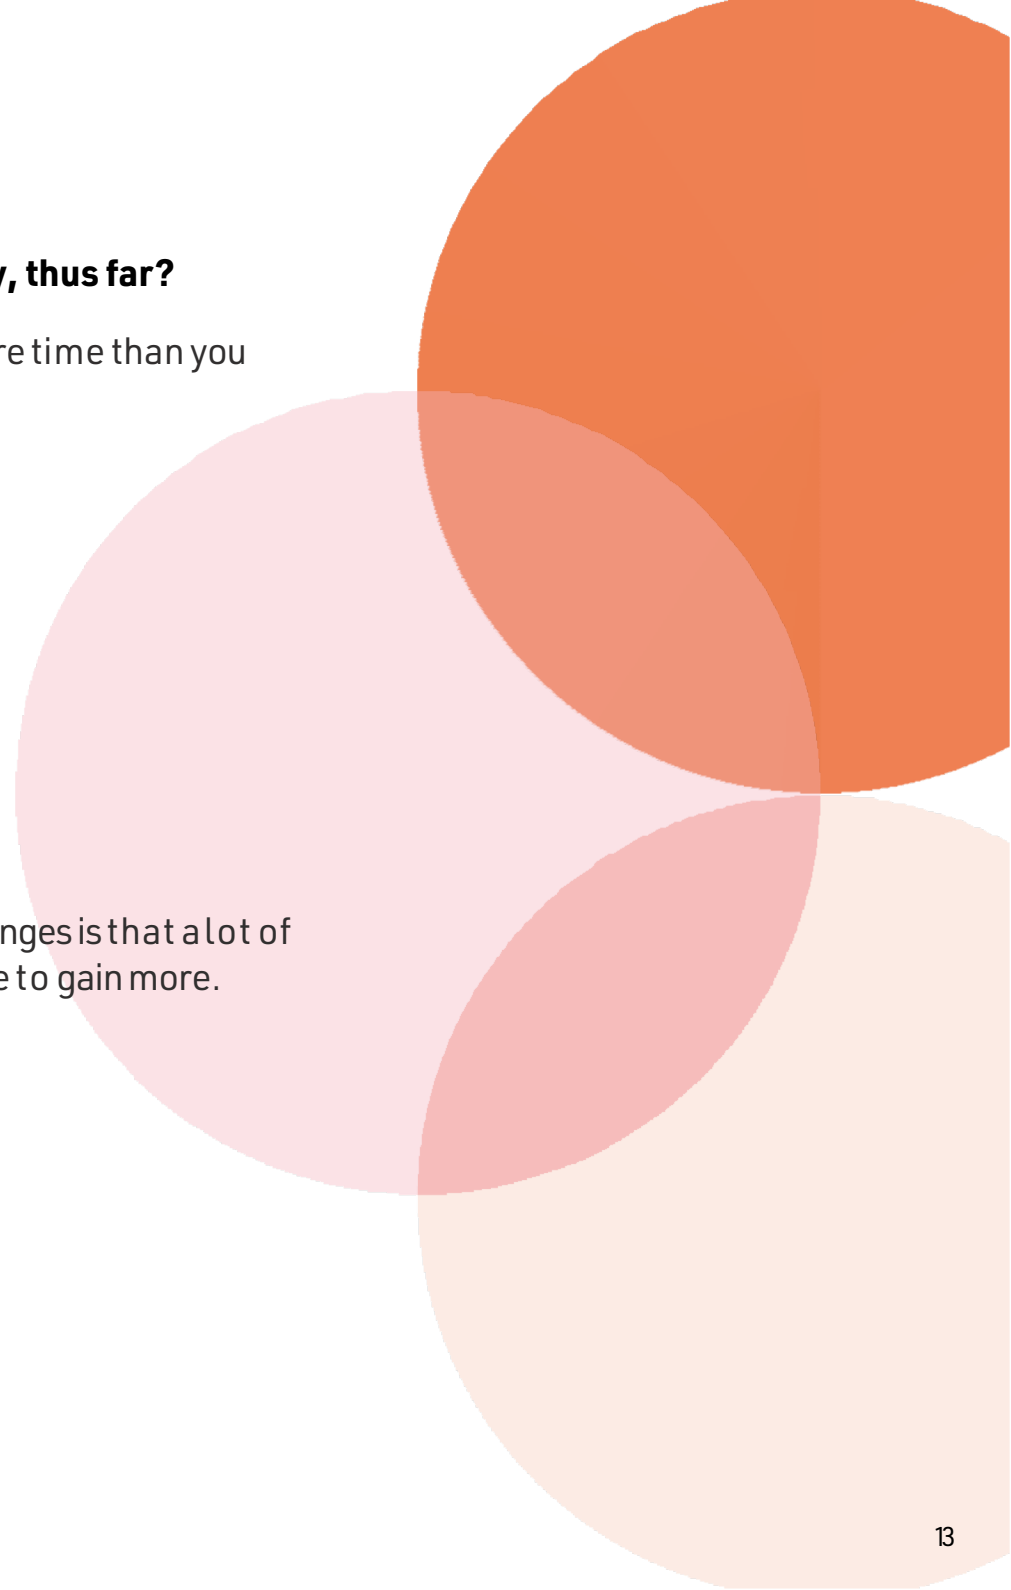 , thus far?
re time than you
nges is that a lot of
e to gain more.
13